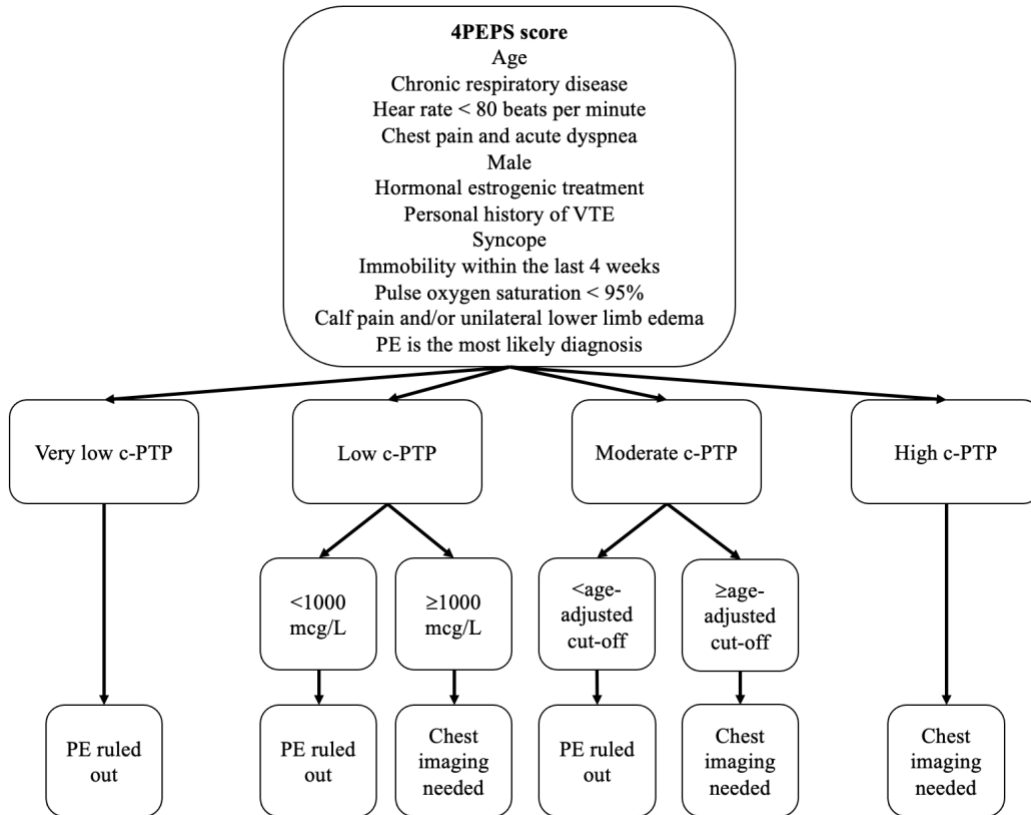 4PEPS score
Age
Chronic respiratory disease
Hear rate < 80 beats per minute
Chest pain and acute dyspnea
Male
Hormonal estrogenic treatment
Personal history of VTE
Syncope
Immobility within the last 4 weeks
Pulse oxygen saturation < 95%
Calf pain and/or unilateral lower limb edema
PE is the most likely diagnosis
Very low c-PTP
Low c-PTP
Moderate c-PTP
High c-PTP
<1000
mcg/L
≥1000
mcg/L
<age-
adjusted
cut-off
≥age-
adjusted
cut-off
PE ruled
out
PE ruled
out
Chest
imaging
needed
PE ruled
out
Chest
imaging
needed
Chest
imaging
needed